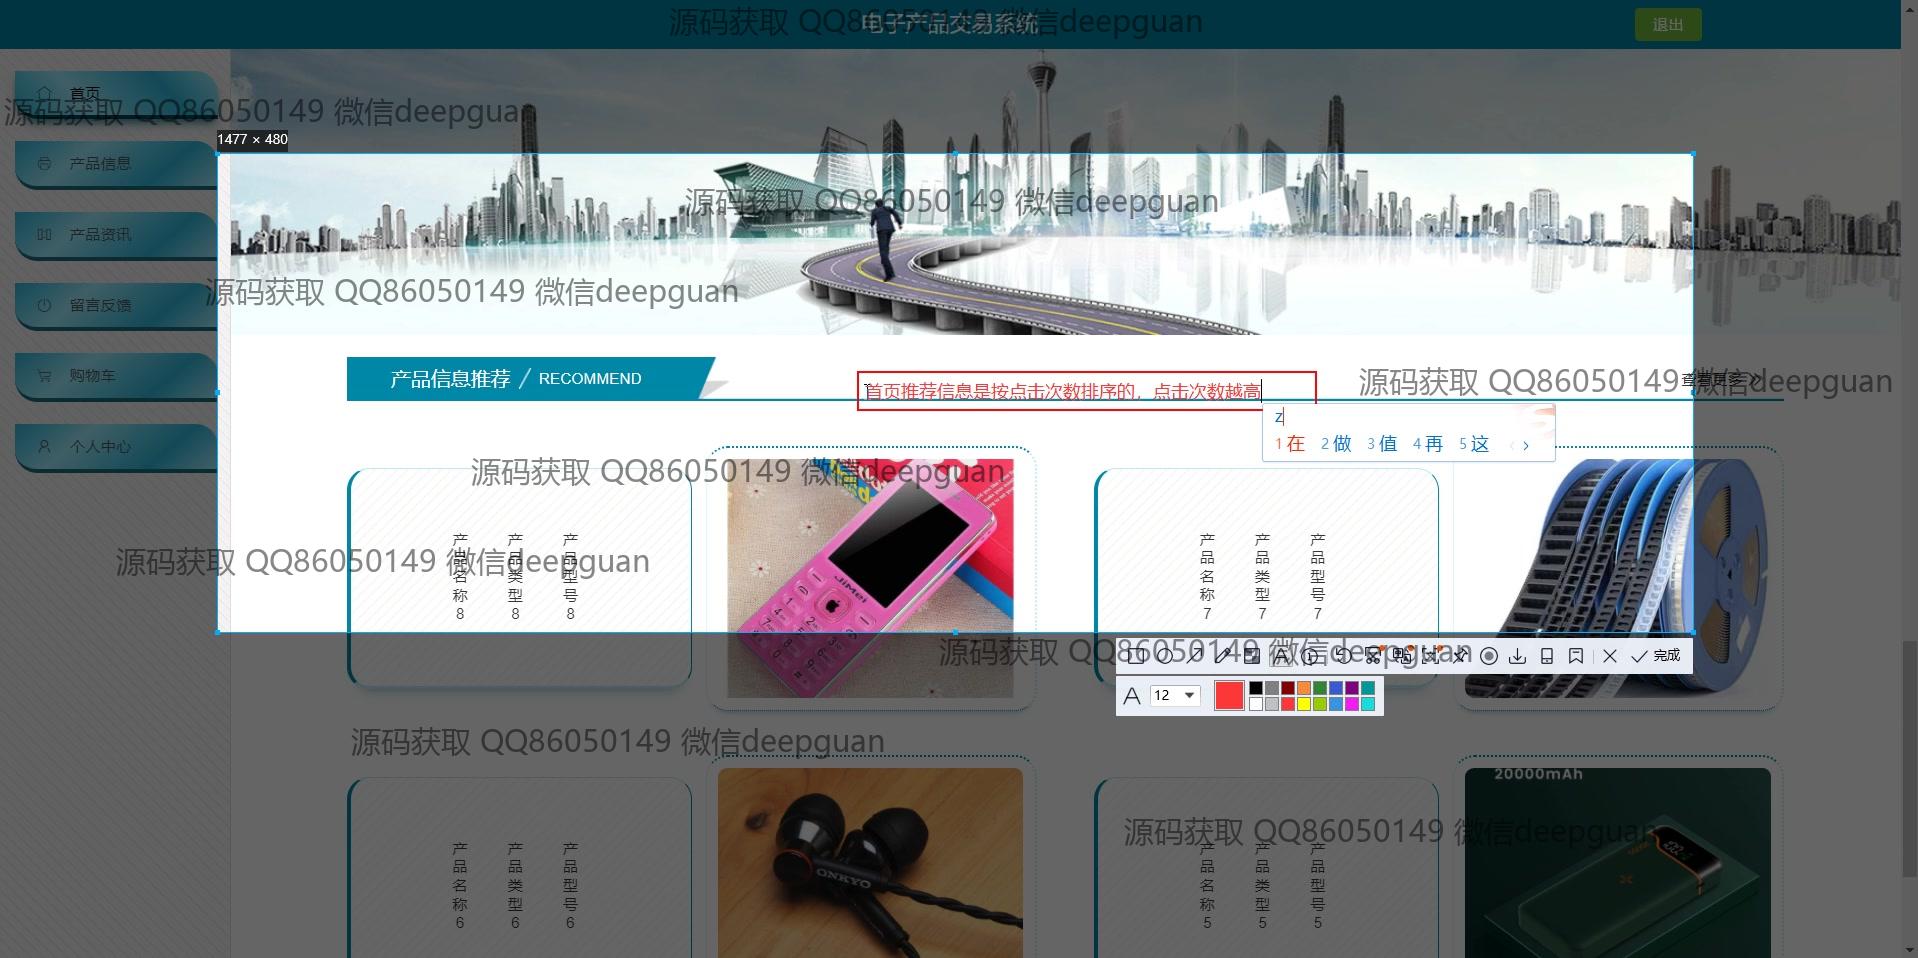 源码获取 QQ86050149 微信deepguan
电子产品交易系统
退出
首页
源码获取 QQ86050149 微信deepguan
1477 × 480
产品信息
源码获取 QQ86050149 微信deepguan
产品资讯
留言反馈
源码获取 QQ86050149 微信deepguan
购物车
产品信息推荐 / RECOMMEND
首页推荐信息是按点击次数排序的，点击次数越高
源码获取 QQ86050149 微信deepguan
查看更多
z
1 在 2 做 3 值 4 再 5 这
个人中心
源码获取 QQ86050149 微信deepguan
产品名称8
产品类型8
产品型号8
JiMei
产品名称7
产品类型7
产品型号7
源码获取 QQ86050149 微信deepguan
源码获取 QQ86050149 微信deepguan
完成
A 12
源码获取 QQ86050149 微信deepguan
产品名称6
产品类型6
产品型号6
ONKYO
产品名称5
产品类型5
产品型号5
20000mAh
源码获取 QQ86050149 微信deepguan